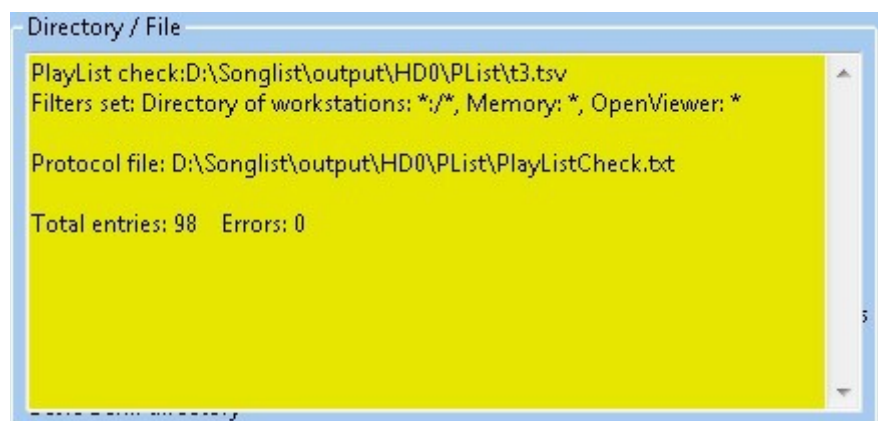 Directory / File
PlayList check:D:\Songlist\output\HD0\PList\t3.tsv
Filters set: Directory of workstations: *:/*, Memory: *, OpenViewer: *
Protocol file: D:\Songlist\output\HD0\PList\PlayListCheck.txt
Total entries: 98 Errors: 0